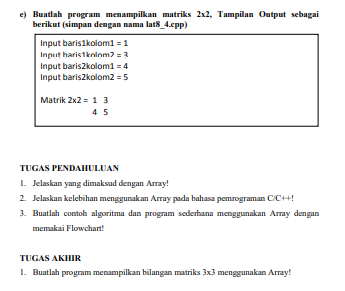 e) Buatlah program menampilkan matriks 2x2, Tampilan Output sebagai
berikut (simpan dengan nama lat8_4.cpp)
Input baris1kolom1 = 1
Input baris1kolom2 = 3
Input baris2kolom1 = 4
Input baris2kolom2 = 5
Matrik 2x2 = 1 3
4 5
TUGAS PENDAHULUAN
1. Jelaskan yang dimaksud dengan Array!
2. Jelaskan kelebihan menggunakan Array pada bahasa pemrograman C/C++!
3. Buatlah contoh algoritma dan program sederhana menggunakan Array dengan
memakai Flowchart!
TUGAS AKHIR
1. Buatlah program menampilkan bilangan matriks 3x3 menggunakan Array!